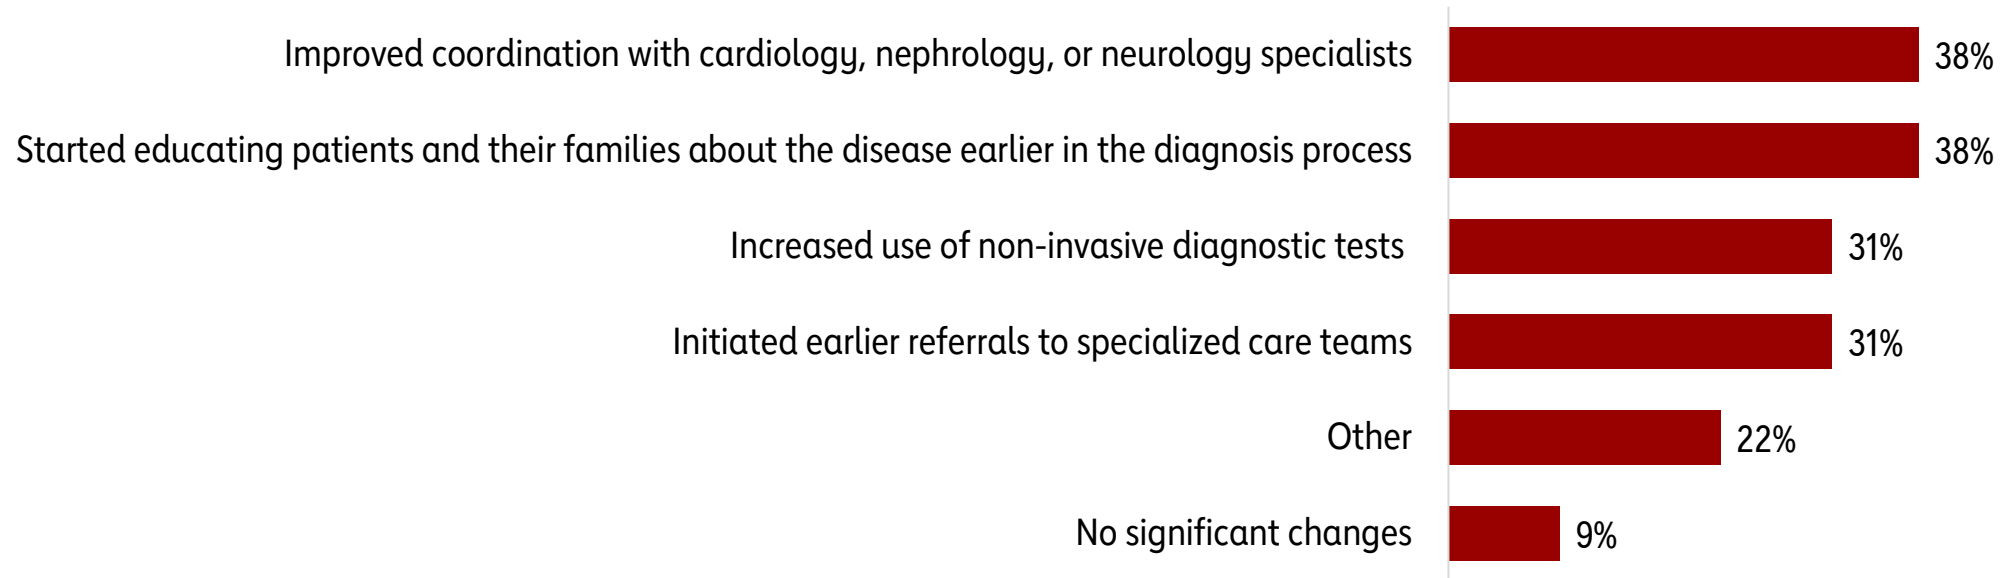 Improved coordination with cardiology, nephrology, or neurology specialists 38%
Started educating patients and their families about the disease earlier in the diagnosis process 38%
Increased use of non-invasive diagnostic tests 31%
Initiated earlier referrals to specialized care teams 31%
Other 22%
No significant changes 9%